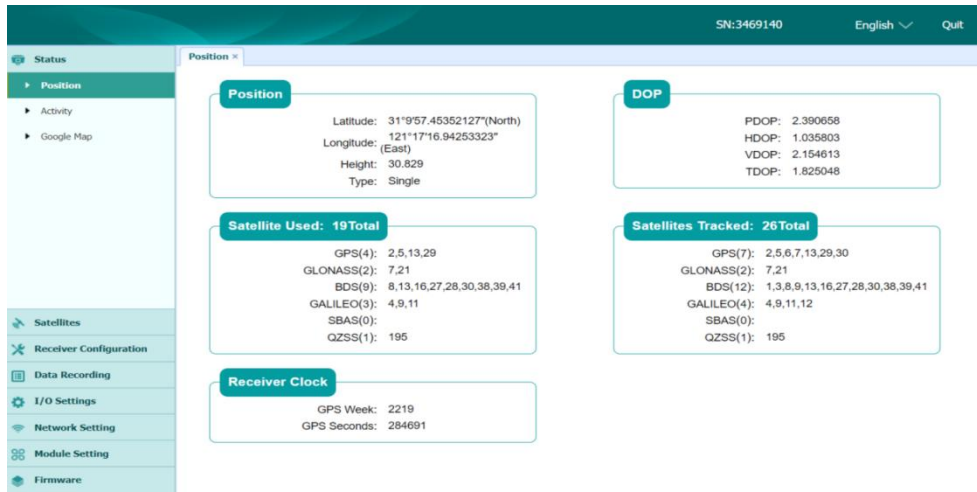 SN:3469140 English Quit
Status
Position
Activity
Google Map
Satellites
Receiver Configuration
Data Recording
I/O Settings
Network Setting
Module Setting
Firmware
Position ×
Position
Latitude: 31°9'57.45352127"(North)
Longitude: 121°17'16.94253323"
(East)
Height: 30.829
Type: Single
DOP
PDOP: 2.390658
HDOP: 1.035803
VDOP: 2.154613
TDOP: 1.825048
Satellite Used: 19Total
GPS(4): 2,5,13,29
GLONASS(2): 7,21
BDS(9): 8,13,16,27,28,30,38,39,41
GALILEO(3): 4,9,11
SBAS(0):
QZSS(1): 195
Satellites Tracked: 26Total
GPS(7): 2,5,6,7,13,29,30
GLONASS(2): 7,21
BDS(12): 1,3,8,9,13,16,27,28,30,38,39,41
GALILEO(4): 4,9,11,12
SBAS(0):
QZSS(1): 195
Receiver Clock
GPS Week: 2219
GPS Seconds: 284691